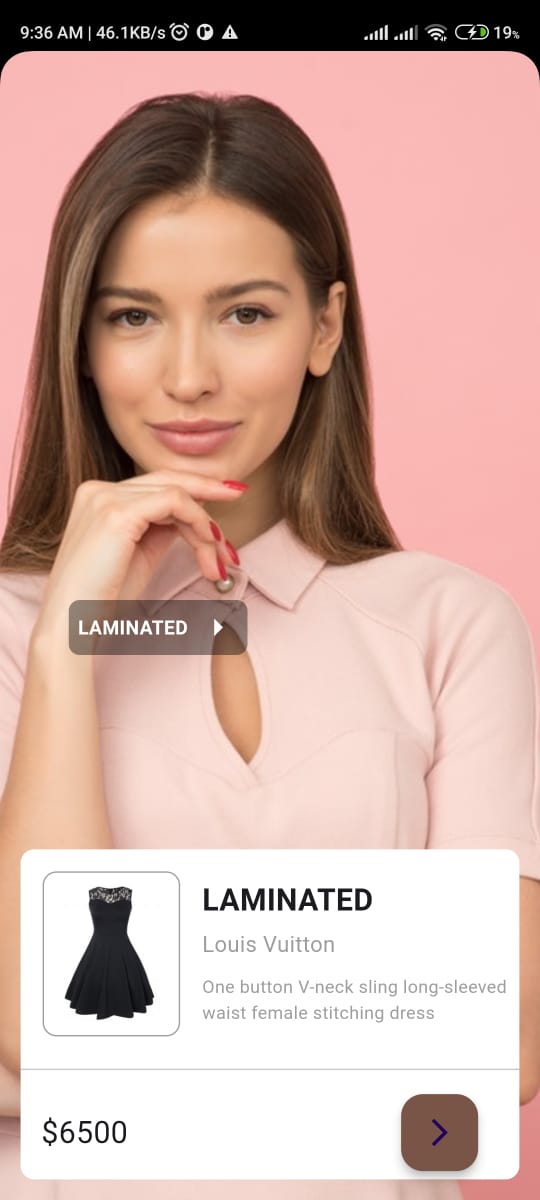 9:36 AM | 46.1KB/s 19%
LAMINATED
LAMINATED
Louis Vuitton
One button V-neck sling long-sleeved
waist female stitching dress
$6500